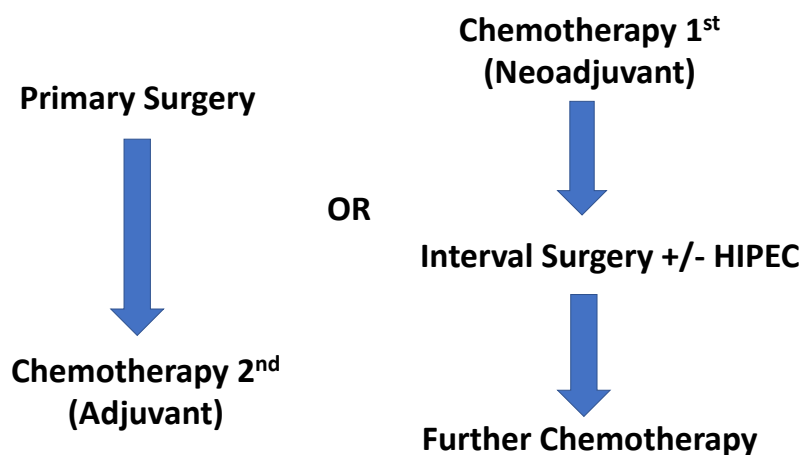 Primary Surgery
Chemotherapy 2nd
(Adjuvant)
OR
Chemotherapy 1st
(Neoadjuvant)
Interval Surgery +/- HIPEC
Further Chemotherapy